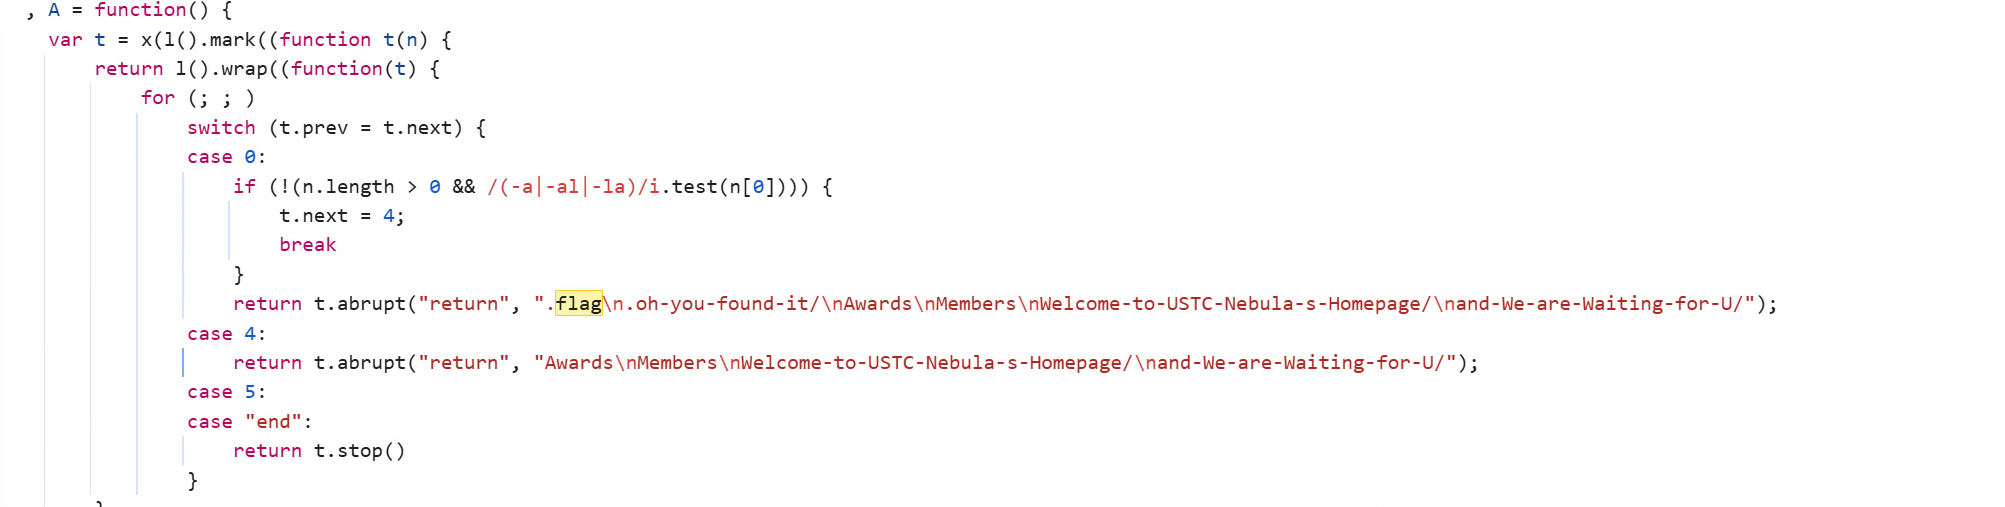 , A = function() {
var t = x(l().mark((function t(n) {
return l().wrap((function(t) {
for (; ; )
switch (t.prev = t.next) {
case 0:
if (!(n.length > 0 && /(-a|-al|-la)/i.test(n[0]))) {
t.next = 4;
break
}
return t.abrupt("return", ".flag\n.oh-you-found-it/\nAwards\nMembers\nWelcome-to-USTC-Nebula-s-Homepage/\nand-We-are-Waiting-for-U/");
case 4:
return t.abrupt("return", "Awards\nMembers\nWelcome-to-USTC-Nebula-s-Homepage/\nand-We-are-Waiting-for-U/");
case 5:
case "end":
return t.stop()
}